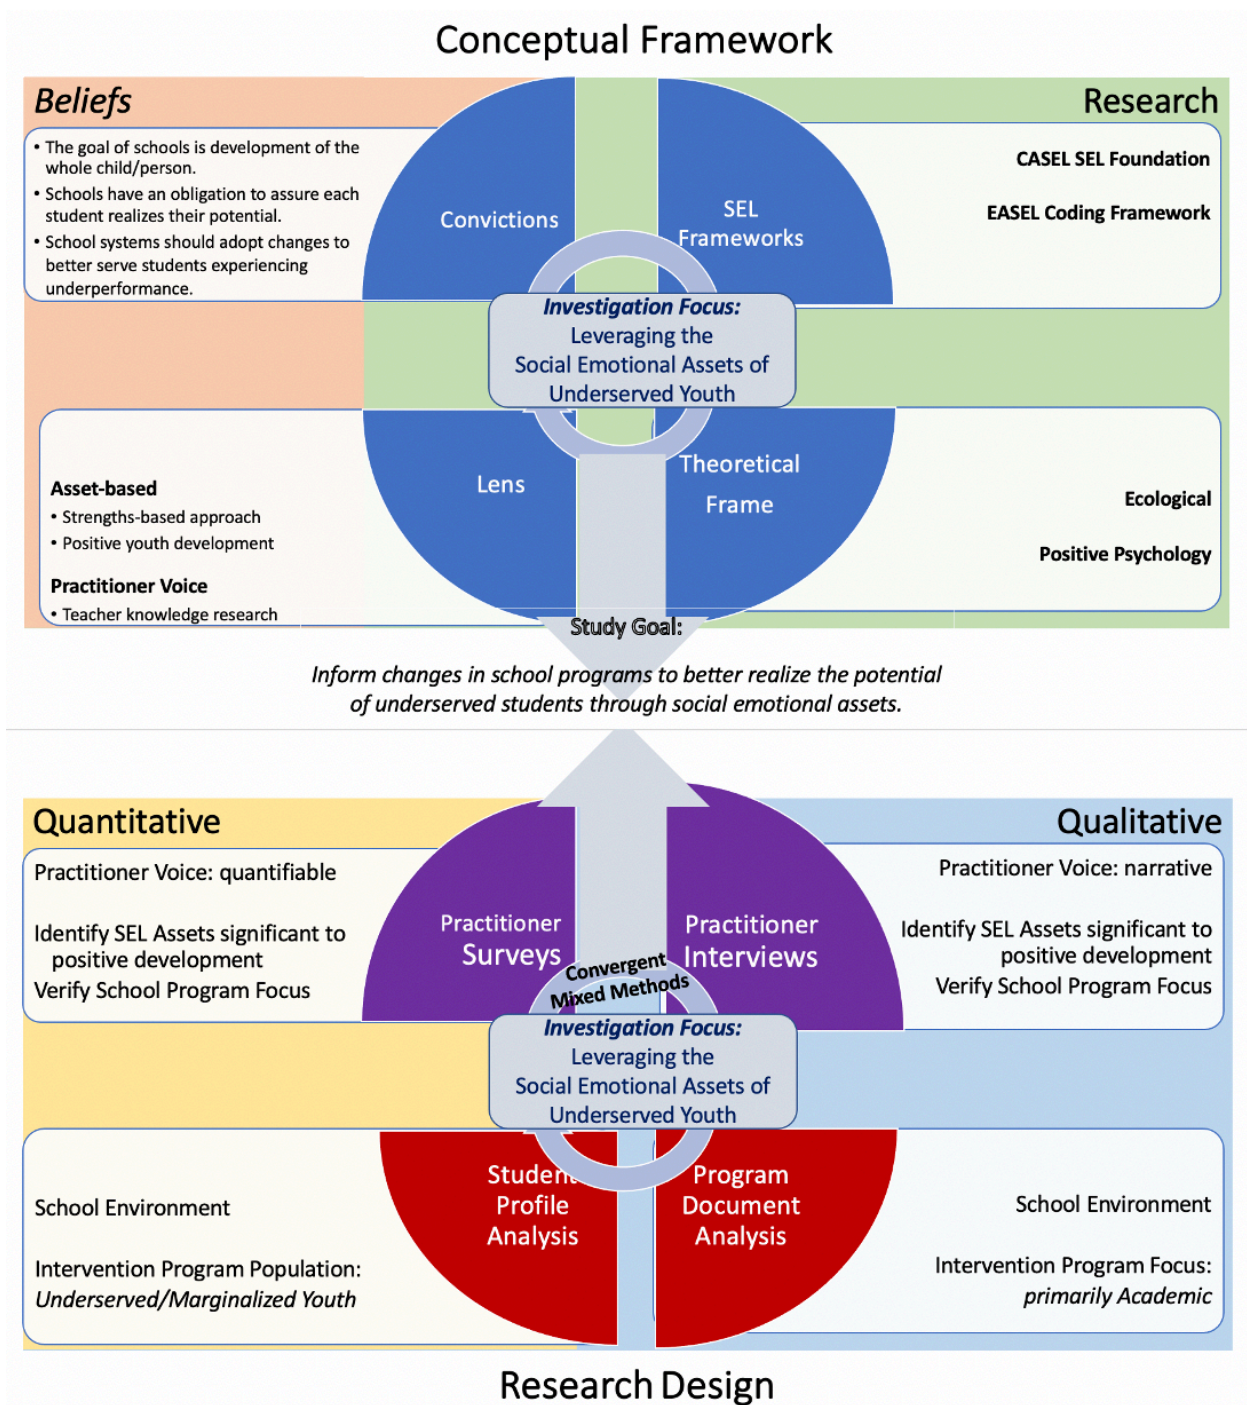 Conceptual Framework
Beliefs
• The goal of schools is development of the
whole child/person.
• Schools have an obligation to assure each
student realizes their potential.
• School systems should adopt changes to
better serve students experiencing
underperformance.
Convictions
SEL
Frameworks
Research
CASEL SEL Foundation
EASEL Coding Framework
Investigation Focus:
Leveraging the
Social Emotional Assets of
Underserved Youth
Asset-based
• Strengths-based approach
• Positive youth development
Practitioner Voice
• Teacher knowledge research
Lens
Theoretical
Frame
Ecological
Positive Psychology
Study Goal:
Inform changes in school programs to better realize the potential
of underserved students through social emotional assets.
Quantitative
Practitioner Voice: quantifiable
Identify SEL Assets significant to
positive development
Verify School Program Focus
Practitioner
Surveys
Practitioner
Interviews
Qualitative
Practitioner Voice: narrative
Identify SEL Assets significant to
positive development
Verify School Program Focus
Convergent
Mixed Methods
Investigation Focus:
Leveraging the
Social Emotional Assets of
Underserved Youth
School Environment
Intervention Program Population:
Underserved/Marginalized Youth
Student
Profile
Analysis
Program
Document
Analysis
School Environment
Intervention Program Focus:
primarily Academic
Research Design